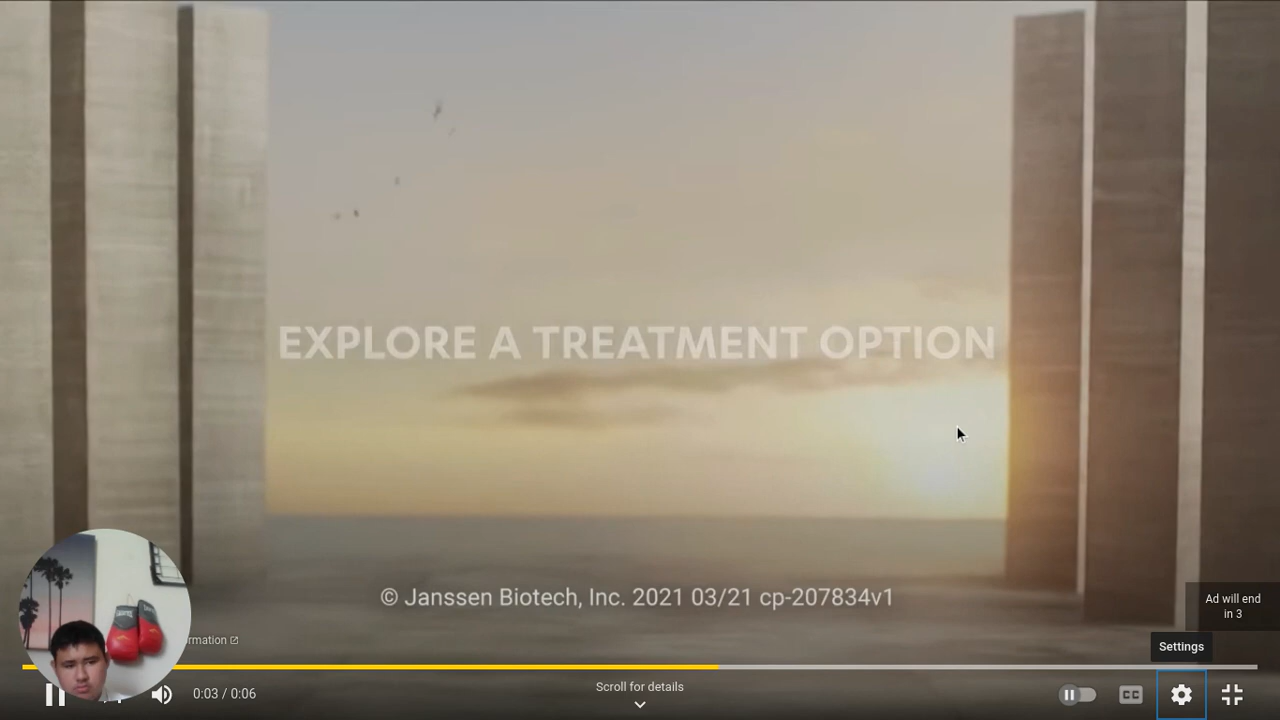 EXPLORE A TREATMENT OPTION
© Janssen Biotech, Inc. 2021 03/21 cp-207834v1
Ad will end
in 3
Settings
0:03 / 0:06
Scroll for details
CC